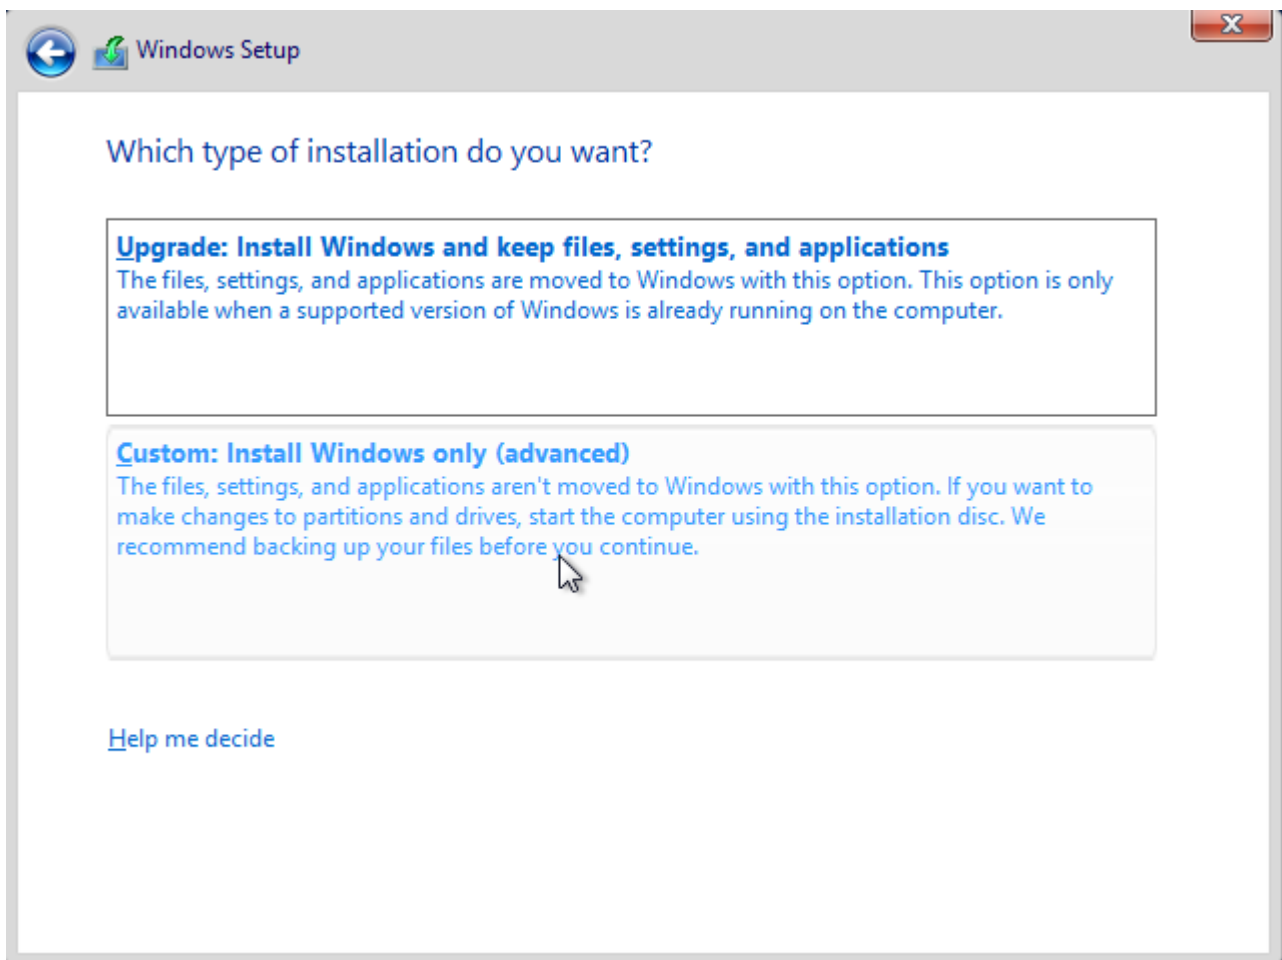 Windows Setup
Which type of installation do you want?
Upgrade: Install Windows and keep files, settings, and applications
The files, settings, and applications are moved to Windows with this option. This option is only
available when a supported version of Windows is already running on the computer.
Custom: Install Windows only (advanced)
The files, settings, and applications aren't moved to Windows with this option. If you want to
make changes to partitions and drives, start the computer using the installation disc. We
recommend backing up your files before you continue.
Help me decide